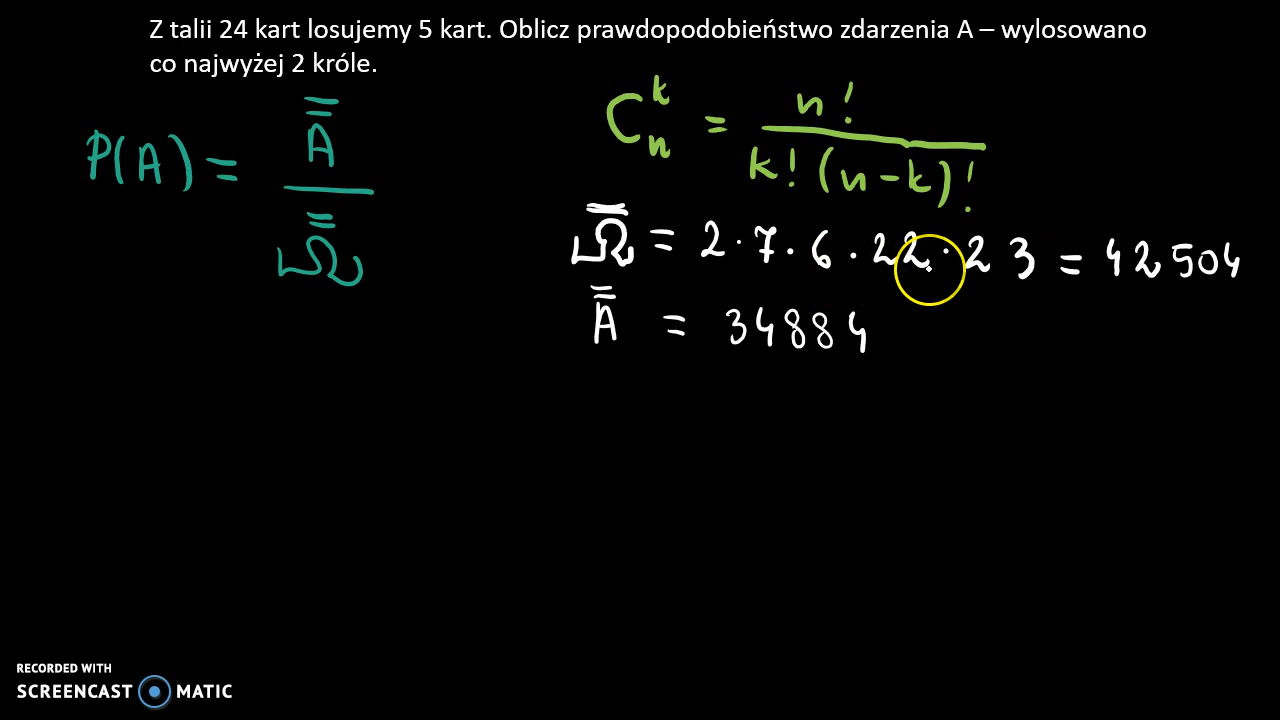 Z talii 24 kart losujemy 5 kart. Oblicz prawdopodobieństwo zdarzenia A – wylosowano
co najwyżej 2 króle.
P(A) = A̿ / Ω̿
C_n^k = n! / k!(n-k)!
Ω̿ = 2·7·6·22·23 = 42504
A̿ = 34884
RECORDED WITH
SCREENCAST MATIC